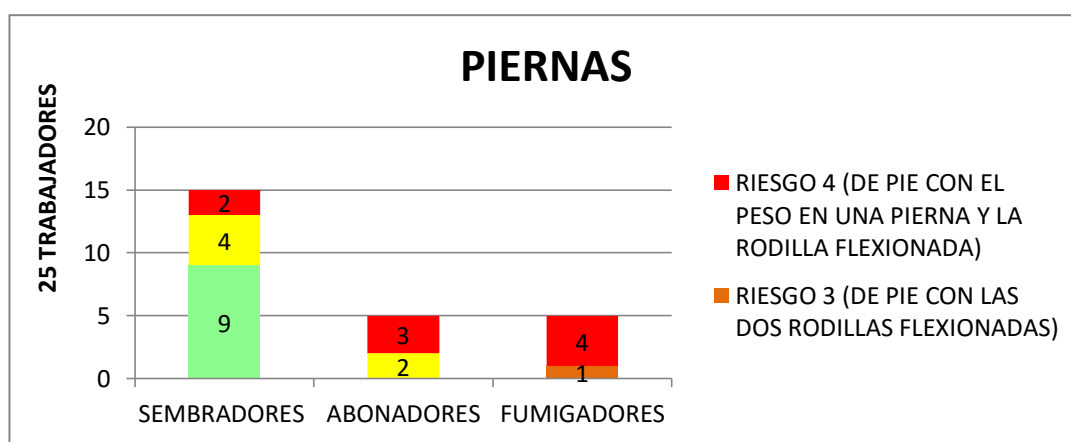 PIERNAS
25 TRABAJADORES
20
15
10
5
0
2
4
9
3
2
4
1
SEMBRADORES ABONADORES FUMIGADORES
RIESGO 4 (DE PIE CON EL
PESO EN UNA PIERNA Y LA
RODILLA FLEXIONADA)
RIESGO 3 (DE PIE CON LAS
DOS RODILLAS FLEXIONADAS)